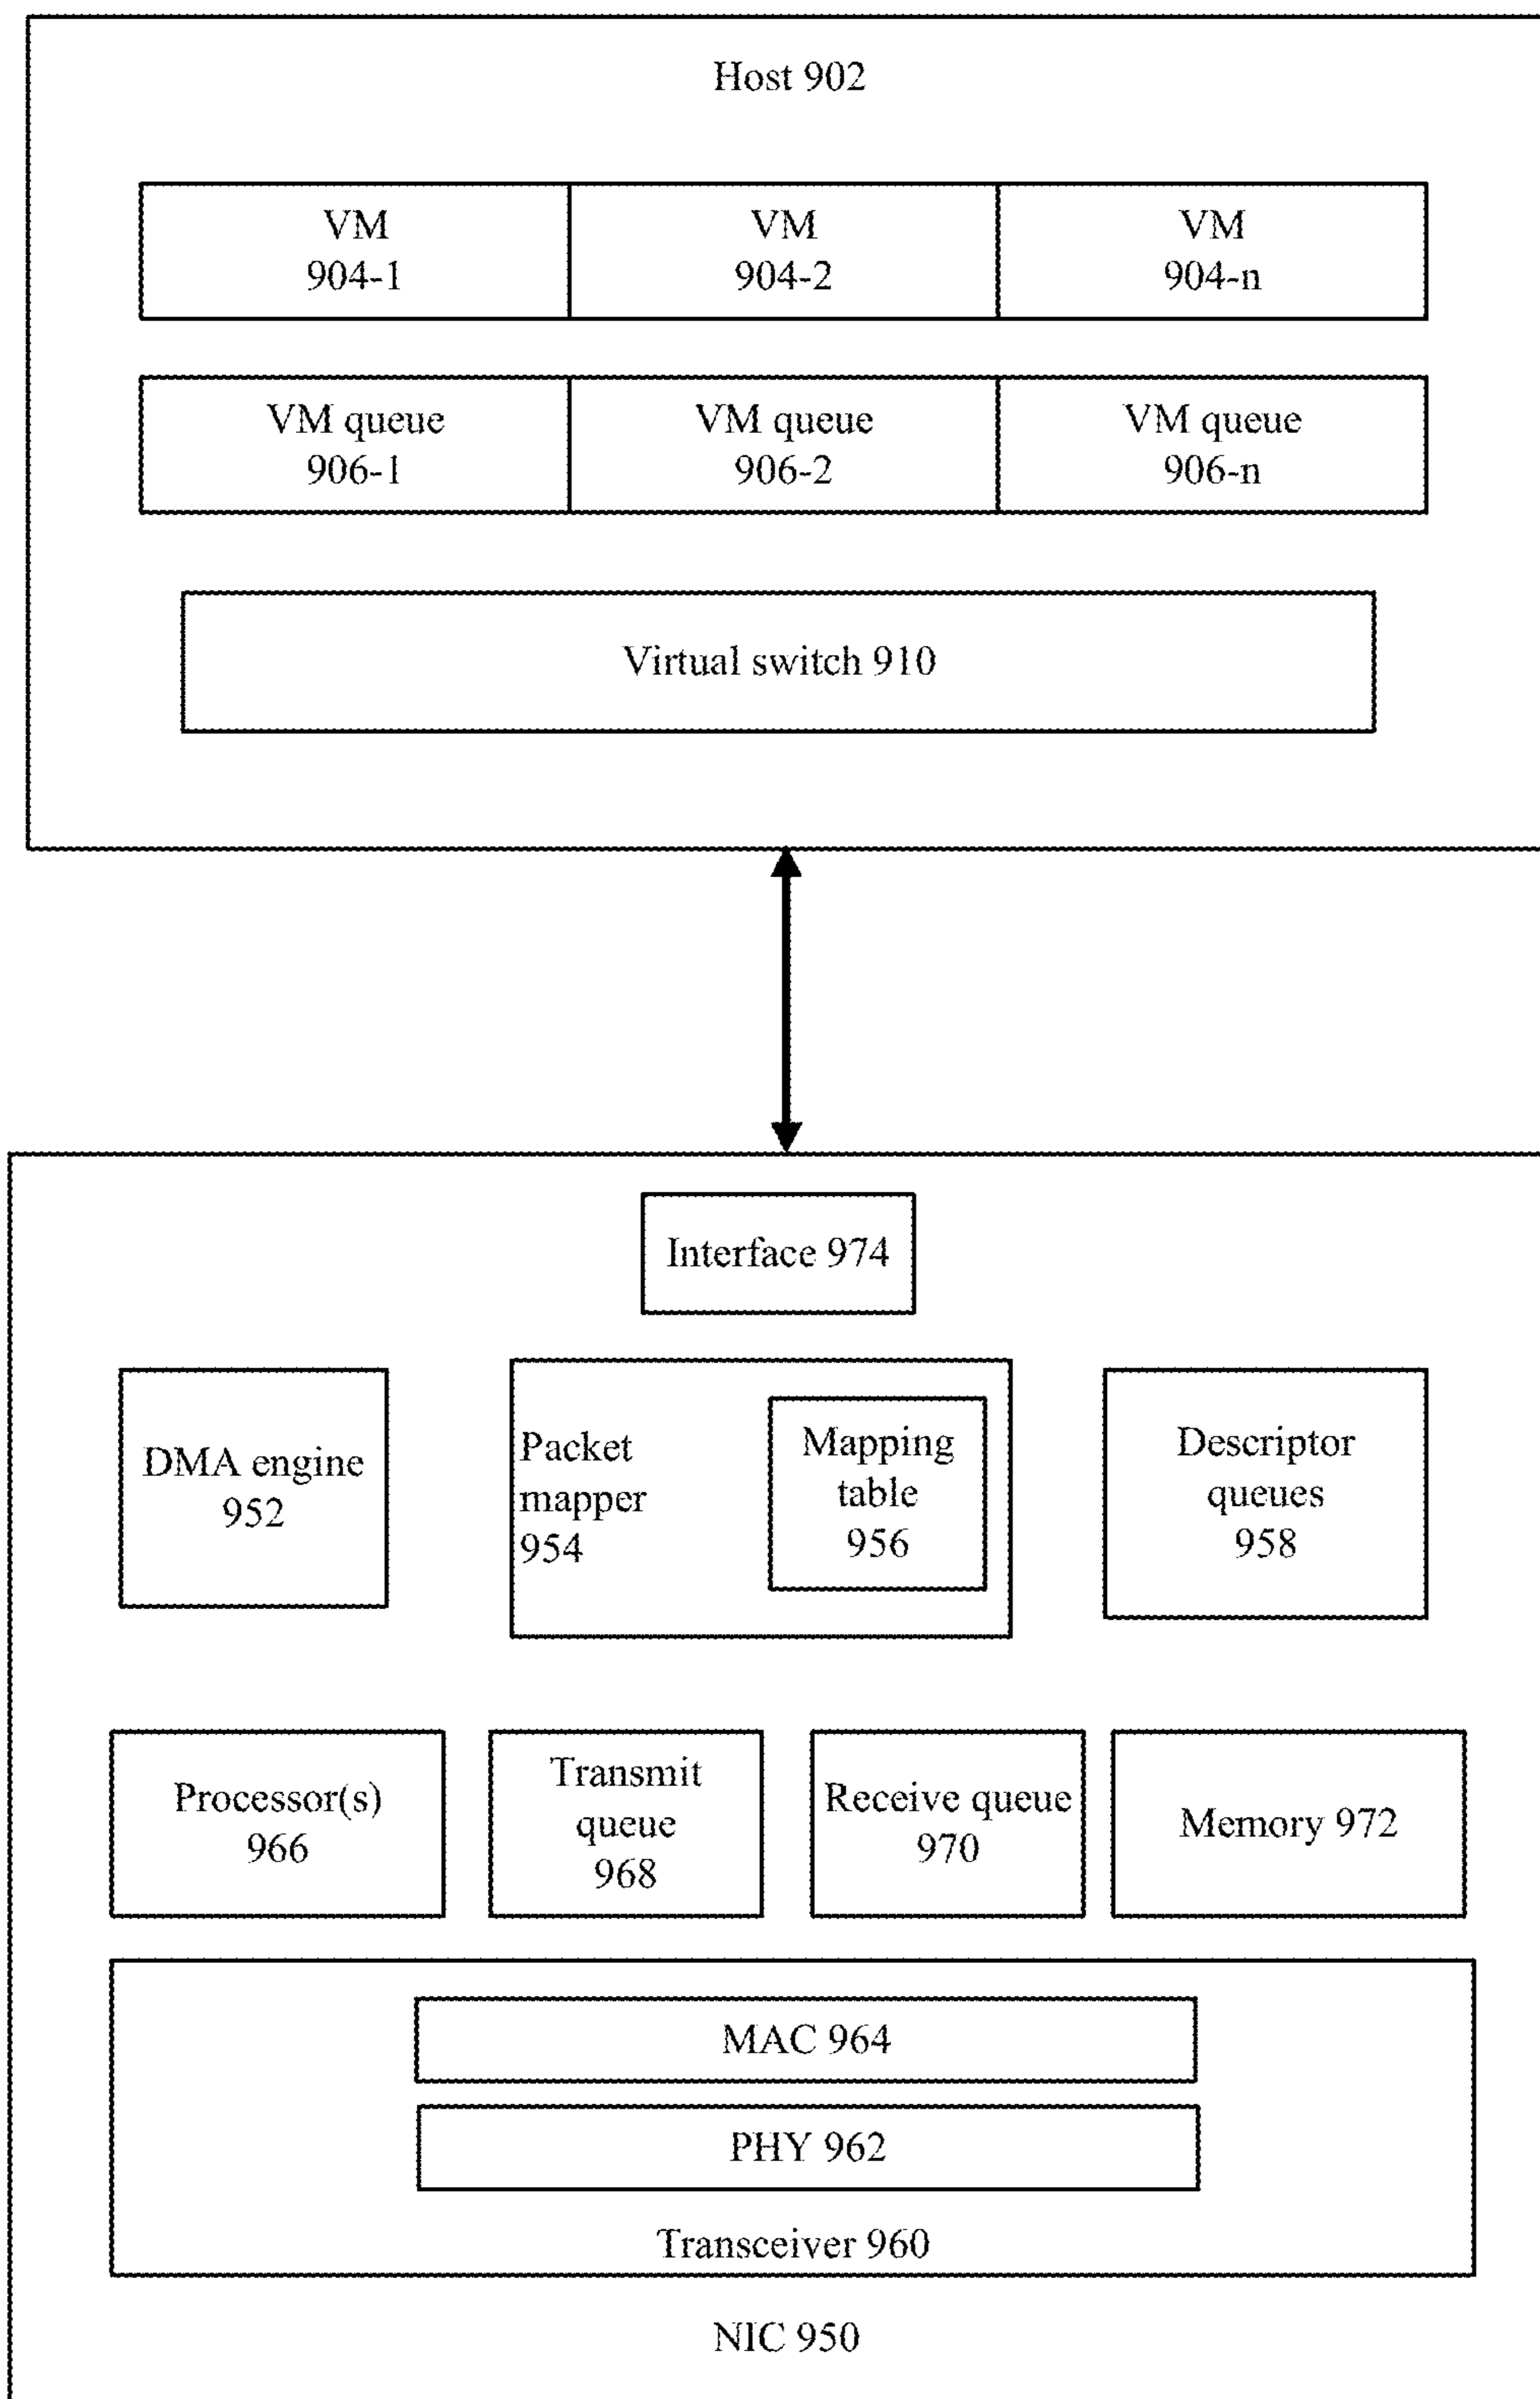 Host 902
VM
904-1
VM
904-2
VM
904-n
VM queue
906-1
VM queue
906-2
VM queue
906-n
Virtual switch 910
Interface 974
DMA engine
952
Packet
mapper
954
Mapping
table
956
Descriptor
queues
958
Processor(s)
966
Transmit
queue
968
Receive queue
970
Memory 972
MAC 964
PHY 962
Transceiver 960
NIC 950